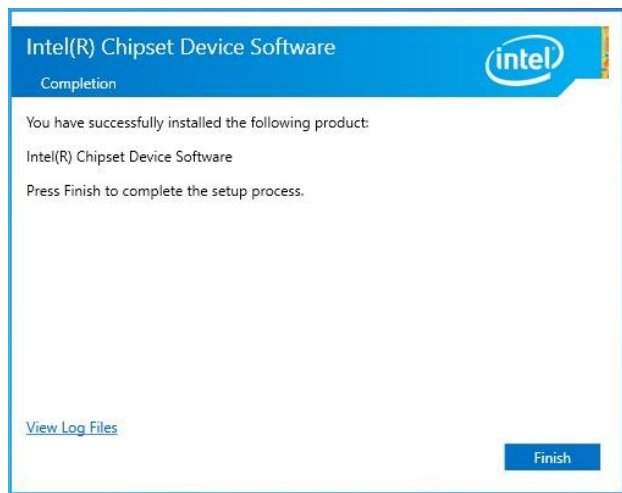 Intel(R) Chipset Device Software
intel
Completion
You have successfully installed the following product:
Intel(R) Chipset Device Software
Press Finish to complete the setup process.
View Log Files
Finish